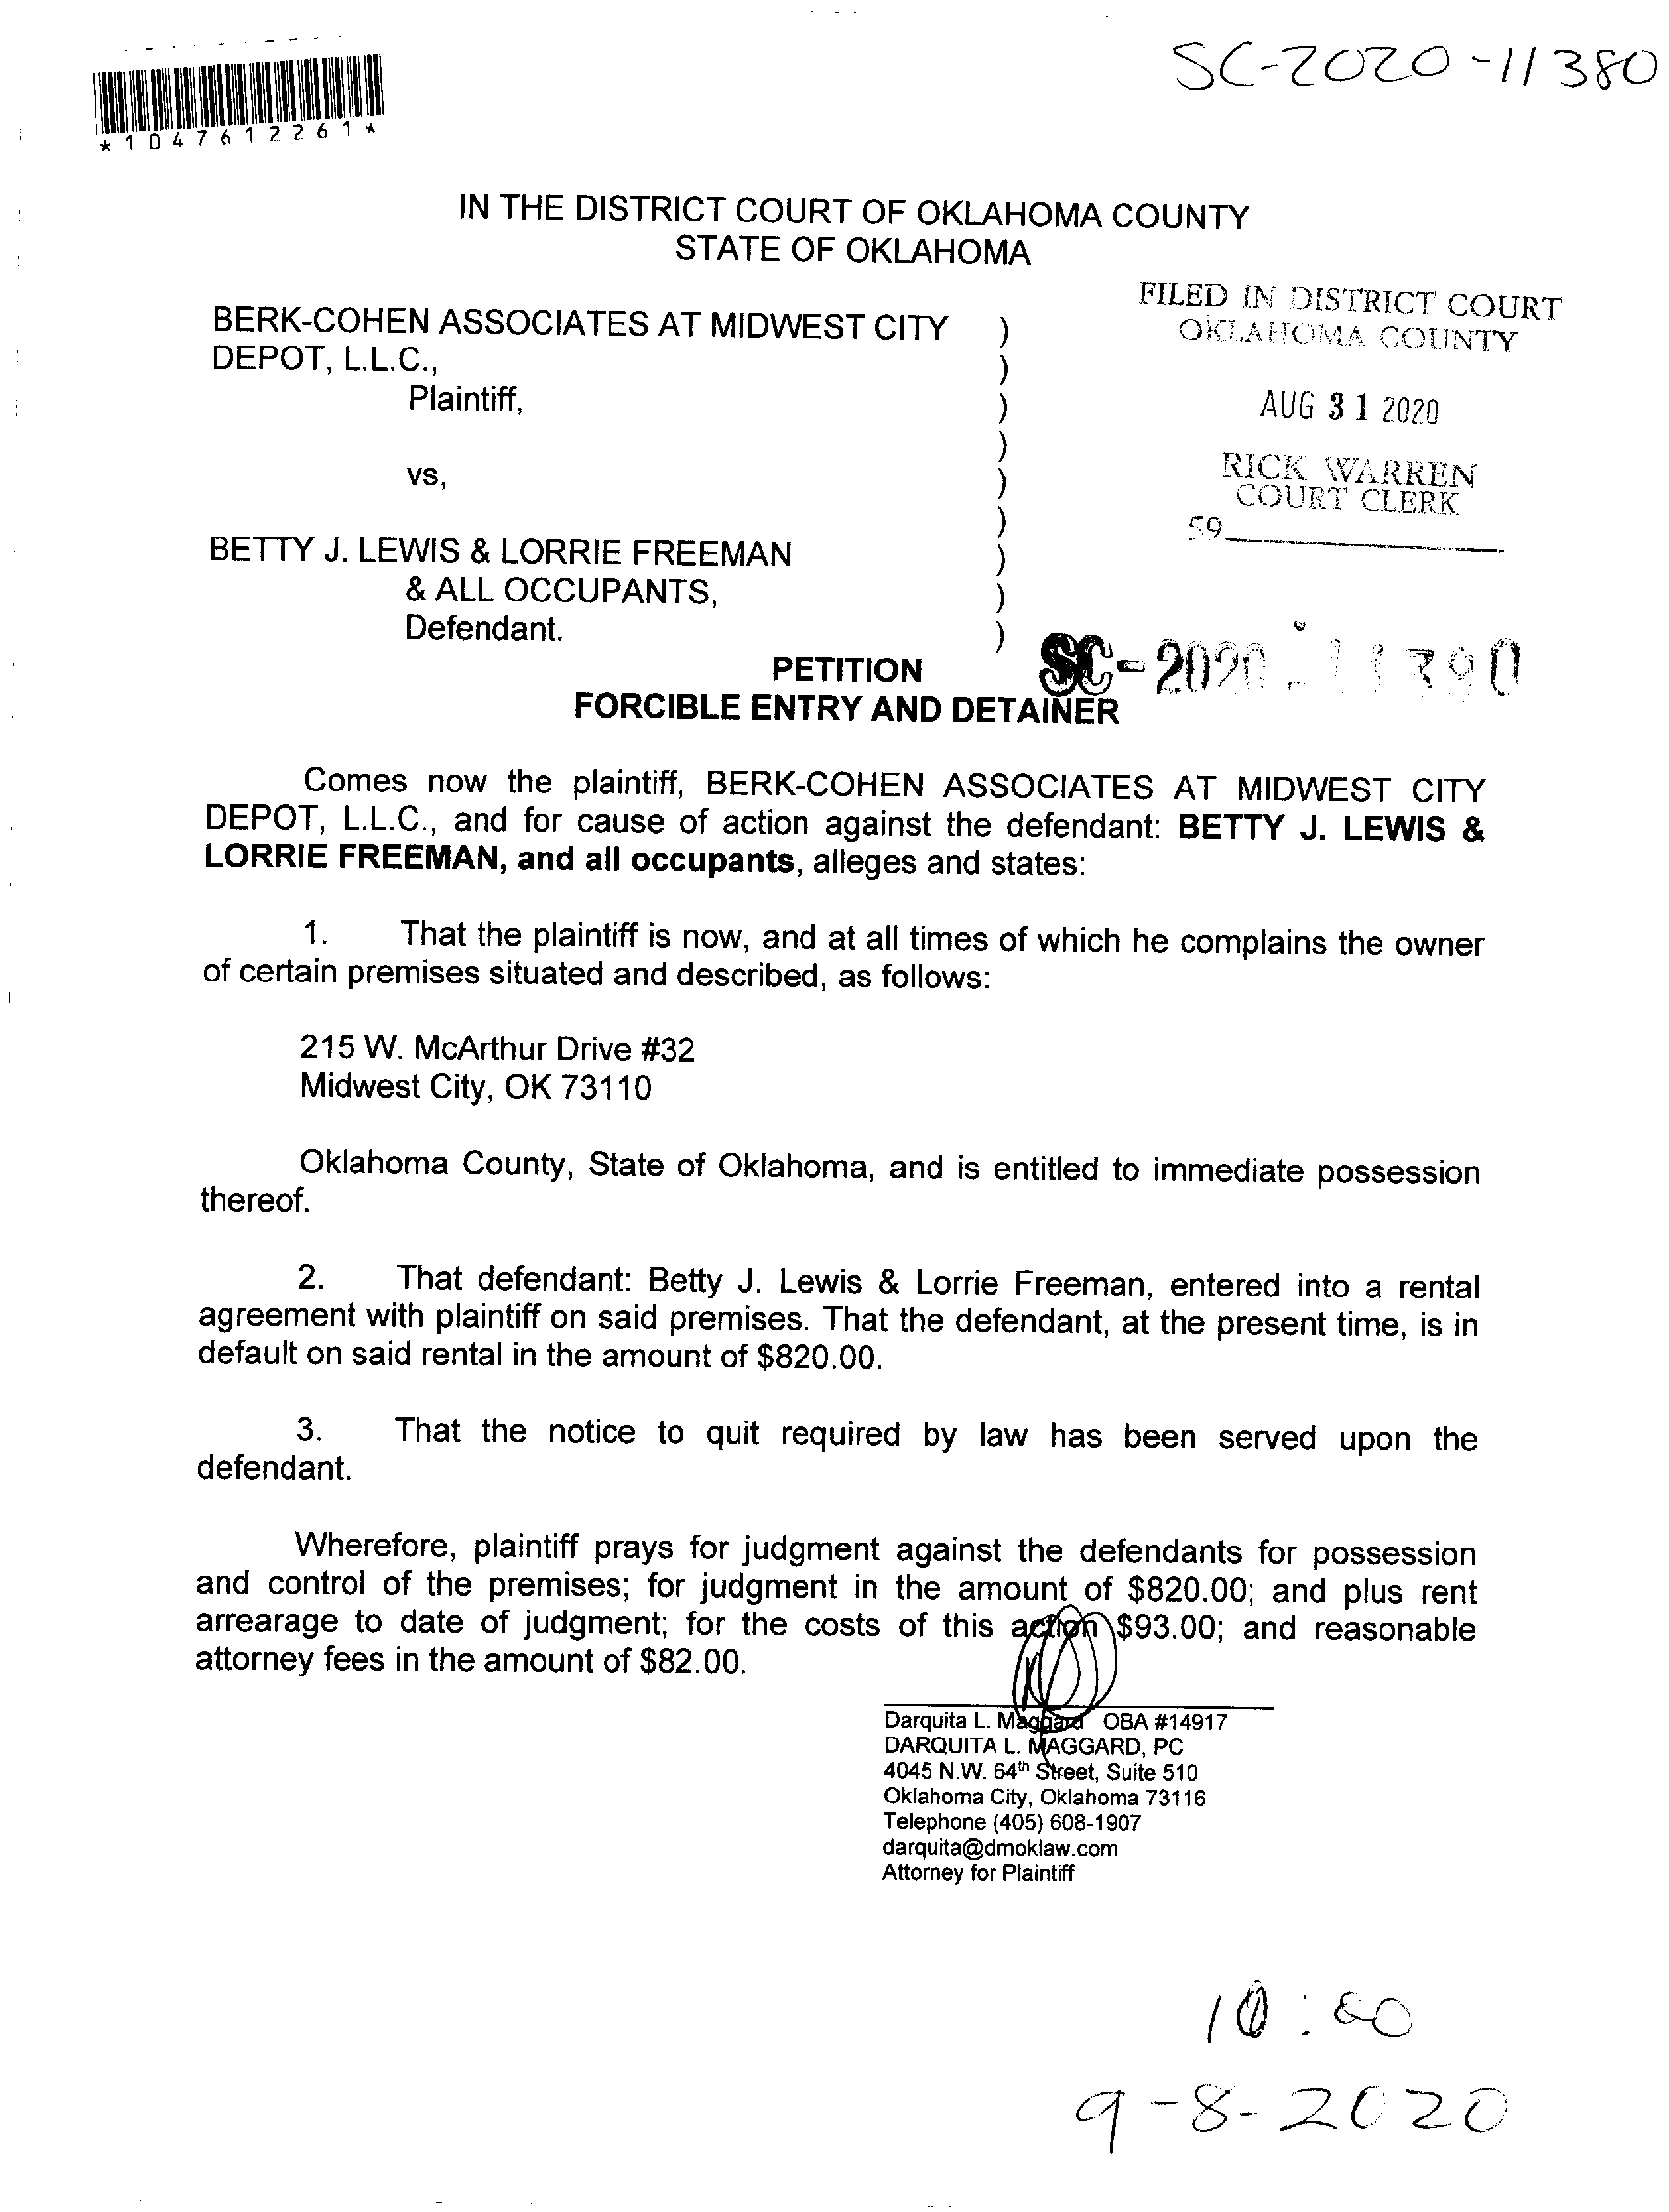 SC-2020-11380
*1047612261*
IN THE DISTRICT COURT OF OKLAHOMA COUNTY
STATE OF OKLAHOMA
FILED IN DISTRICT COURT
OKLAHOMA COUNTY
AUG 31 2020
RICK WARREN
COURT CLERK
59
BERK-COHEN ASSOCIATES AT MIDWEST CITY )
DEPOT, L.L.C., )
Plaintiff, )
)
vs, )
)
BETTY J. LEWIS & LORRIE FREEMAN )
& ALL OCCUPANTS, )
Defendant. )
SC-2020-
PETITION
FORCIBLE ENTRY AND DETAINER
Comes now the plaintiff, BERK-COHEN ASSOCIATES AT MIDWEST CITY
DEPOT, L.L.C., and for cause of action against the defendant: BETTY J. LEWIS &
LORRIE FREEMAN, and all occupants, alleges and states:
1. That the plaintiff is now, and at all times of which he complains the owner
of certain premises situated and described, as follows:
215 W. McArthur Drive #32
Midwest City, OK 73110
Oklahoma County, State of Oklahoma, and is entitled to immediate possession
thereof.
2. That defendant: Betty J. Lewis & Lorrie Freeman, entered into a rental
agreement with plaintiff on said premises. That the defendant, at the present time, is in
default on said rental in the amount of $820.00.
3. That the notice to quit required by law has been served upon the
defendant.
Wherefore, plaintiff prays for judgment against the defendants for possession
and control of the premises; for judgment in the amount of $820.00; and plus rent
arrearage to date of judgment; for the costs of this action $93.00; and reasonable
attorney fees in the amount of $82.00.
Darquita L. Maggard OBA #14917
DARQUITA L. MAGGARD, PC
4045 N.W. 64th Street, Suite 510
Oklahoma City, Oklahoma 73116
Telephone (405) 608-1907
darquita@dmoklaw.com
Attorney for Plaintiff
10:00
9-8-2020